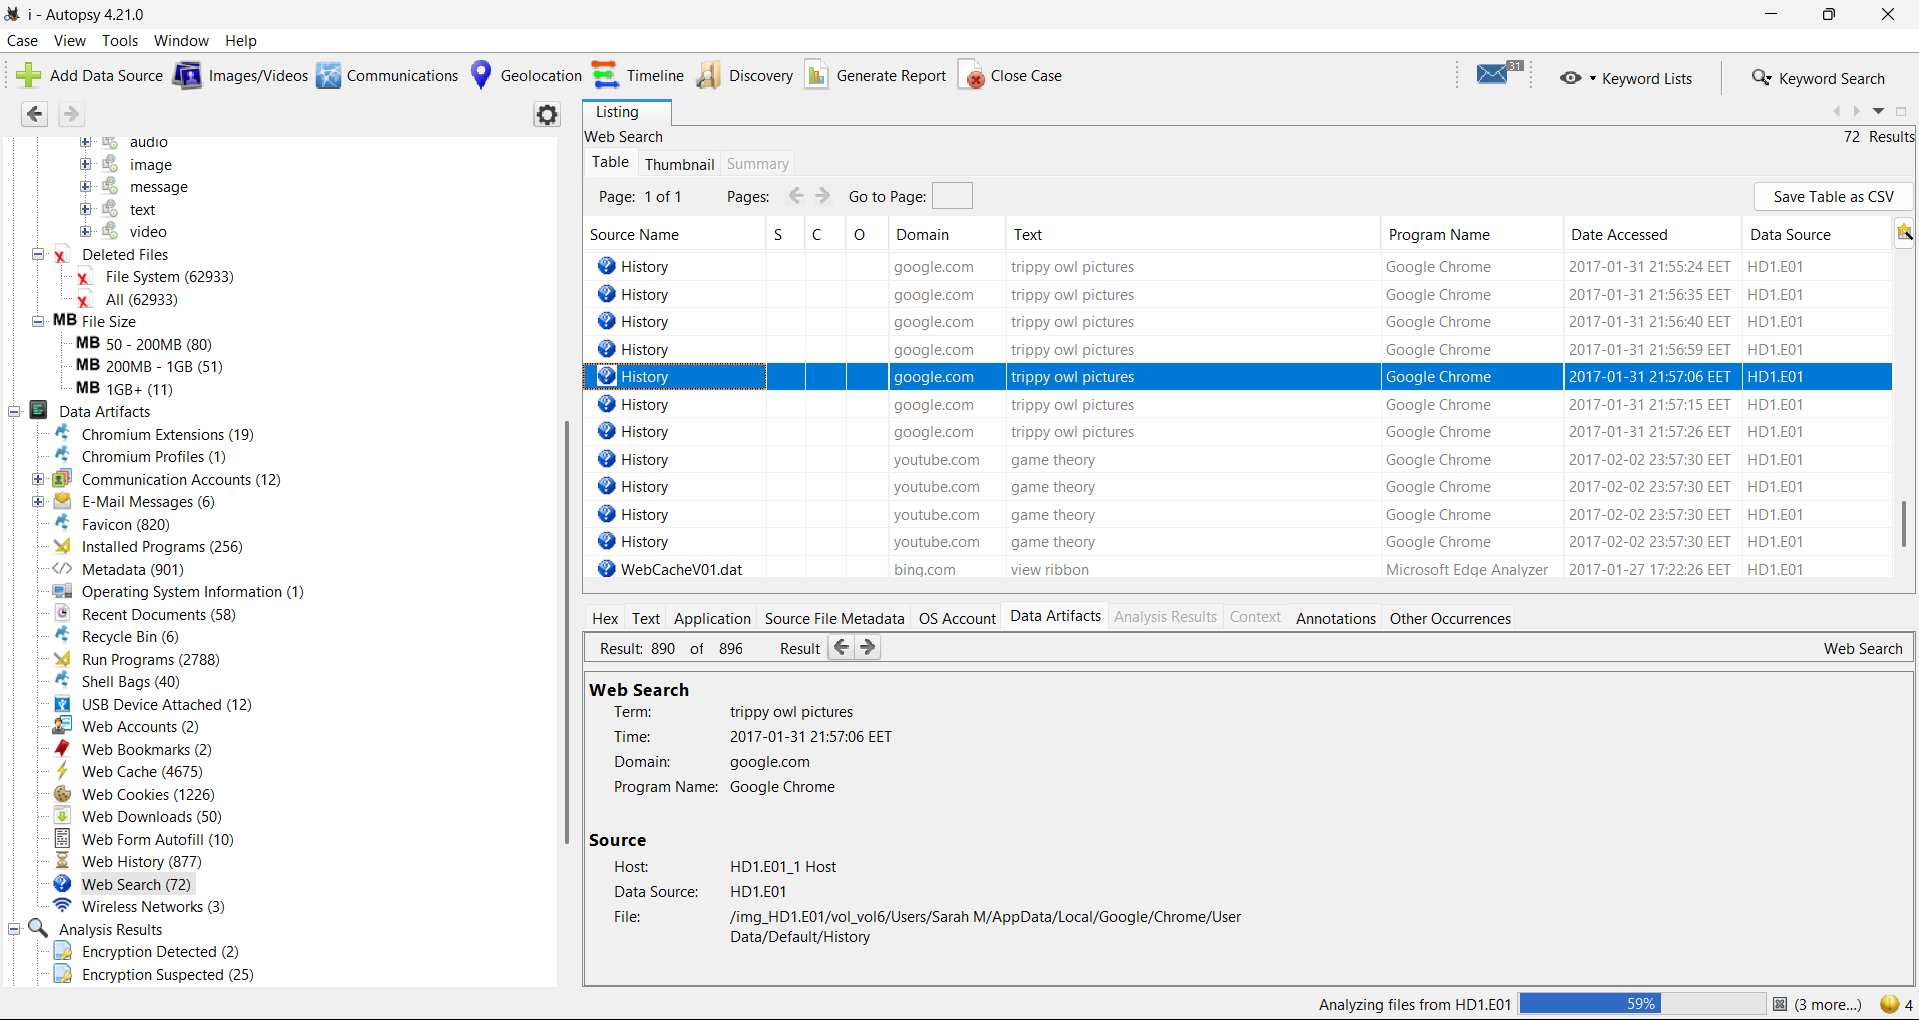 i - Autopsy 4.21.0
Case View Tools Window Help
Add Data Source Images/Videos Communications Geolocation Timeline Discovery Generate Report Close Case 31 Keyword Lists Keyword Search
audio
image
message
text
video
Deleted Files
File System (62933)
All (62933)
MB File Size
MB 50 - 200MB (80)
MB 200MB - 1GB (51)
MB 1GB+ (11)
Data Artifacts
Chromium Extensions (19)
Chromium Profiles (1)
Communication Accounts (12)
E-Mail Messages (6)
Favicon (820)
Installed Programs (256)
Metadata (901)
Operating System Information (1)
Recent Documents (58)
Recycle Bin (6)
Run Programs (2788)
Shell Bags (40)
USB Device Attached (12)
Web Accounts (2)
Web Bookmarks (2)
Web Cache (4675)
Web Cookies (1226)
Web Downloads (50)
Web Form Autofill (10)
Web History (877)
Web Search (72)
Wireless Networks (3)
Analysis Results
Encryption Detected (2)
Encryption Suspected (25)
Listing
Web Search 72 Results
Table Thumbnail Summary
Page: 1 of 1 Pages: Go to Page: Save Table as CSV
Source Name S C O Domain Text Program Name Date Accessed Data Source
History google.com trippy owl pictures Google Chrome 2017-01-31 21:55:24 EET HD1.E01
History google.com trippy owl pictures Google Chrome 2017-01-31 21:56:35 EET HD1.E01
History google.com trippy owl pictures Google Chrome 2017-01-31 21:56:40 EET HD1.E01
History google.com trippy owl pictures Google Chrome 2017-01-31 21:56:59 EET HD1.E01
History google.com trippy owl pictures Google Chrome 2017-01-31 21:57:06 EET HD1.E01
History google.com trippy owl pictures Google Chrome 2017-01-31 21:57:15 EET HD1.E01
History google.com trippy owl pictures Google Chrome 2017-01-31 21:57:26 EET HD1.E01
History youtube.com game theory Google Chrome 2017-02-02 23:57:30 EET HD1.E01
History youtube.com game theory Google Chrome 2017-02-02 23:57:30 EET HD1.E01
History youtube.com game theory Google Chrome 2017-02-02 23:57:30 EET HD1.E01
History youtube.com game theory Google Chrome 2017-02-02 23:57:30 EET HD1.E01
WebCacheV01.dat bing.com view ribbon Microsoft Edge Analyzer 2017-01-27 17:22:26 EET HD1.E01
Hex Text Application Source File Metadata OS Account Data Artifacts Analysis Results Context Annotations Other Occurrences
Result: 890 of 896 Result Web Search
Web Search
Term: trippy owl pictures
Time: 2017-01-31 21:57:06 EET
Domain: google.com
Program Name: Google Chrome
Source
Host: HD1.E01_1 Host
Data Source: HD1.E01
File: /img_HD1.E01/vol_vol6/Users/Sarah M/AppData/Local/Google/Chrome/User
Data/Default/History
Analyzing files from HD1.E01 59% (3 more...) 4